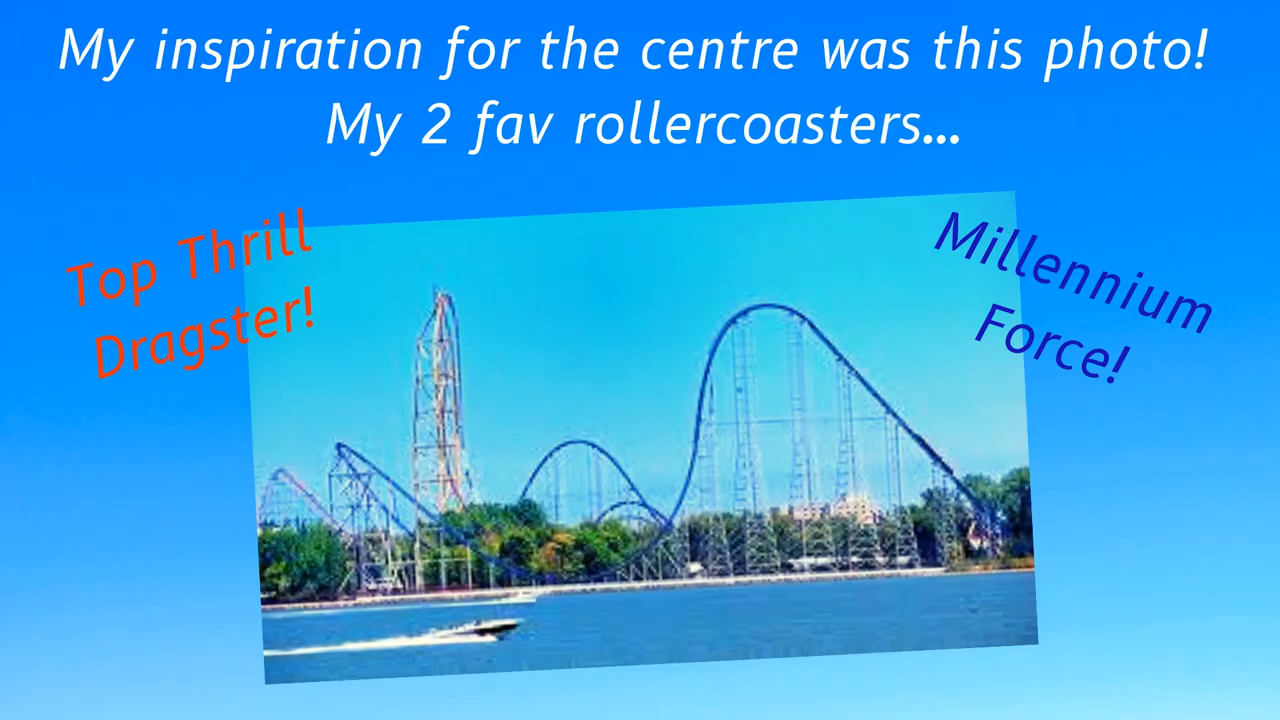 My inspiration for the centre was this photo!
My 2 fav rollercoasters...
Top Thrill
Dragster!
Millennium
Force!